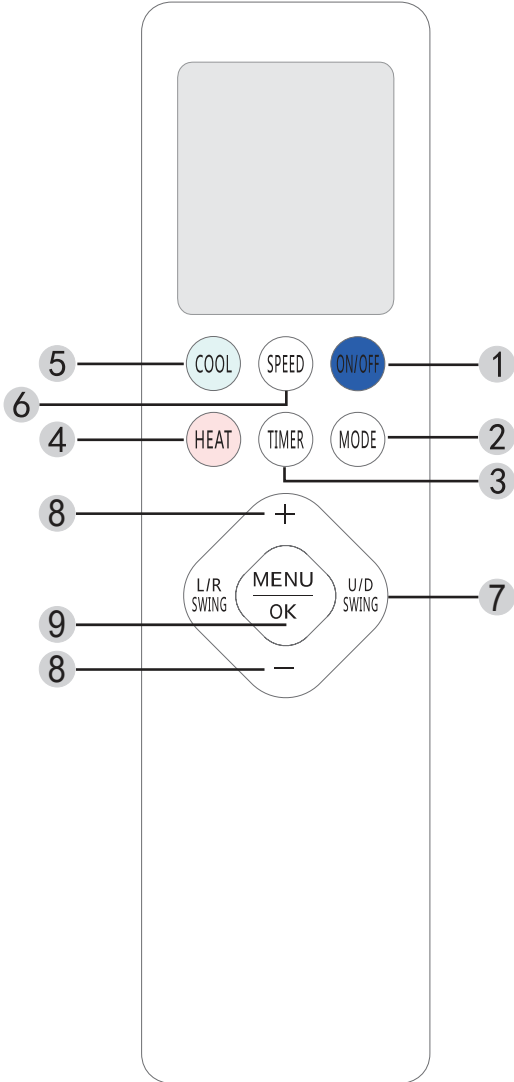 5
COOL
SPEED
ON/OFF
1
6
4
HEAT
TIMER
MODE
2
3
8
+
L/R
SWING
MENU
OK
U/D
SWING
7
9
8
−